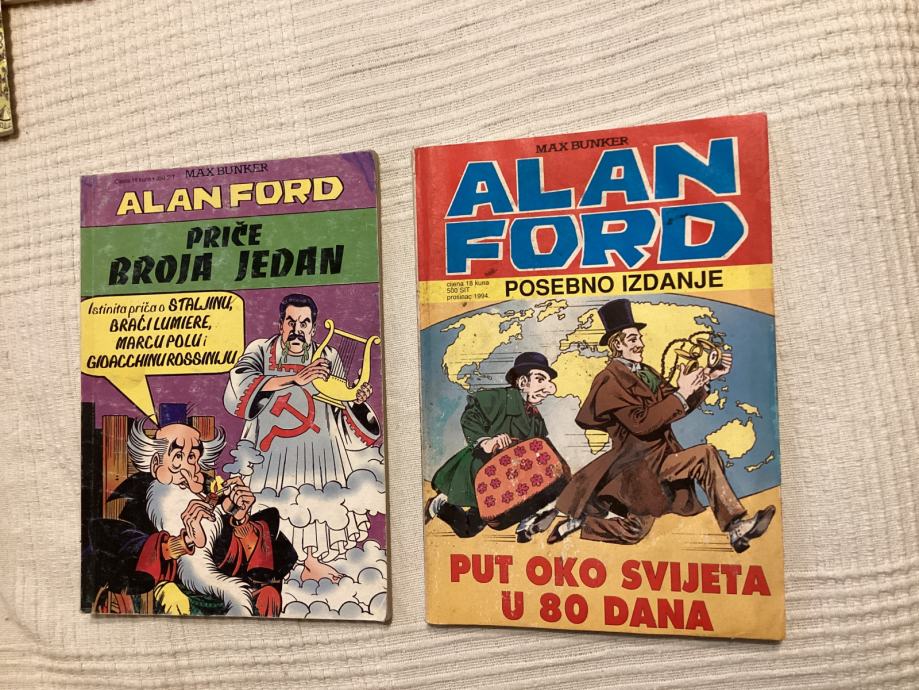 MAX BUNKER
ALAN FORD
PRIČE
BROJA JEDAN
Istinita priča o STALJINU,
BRAĆI LUMIERE,
MARCU POLU i
GIOACCHINU ROSSINIJU
MAX BUNKER
ALAN
FORD
cijena 18 kuna
500 SIT
prosinac 1994.
POSEBNO IZDANJE
PUT OKO SVIJETA
U 80 DANA